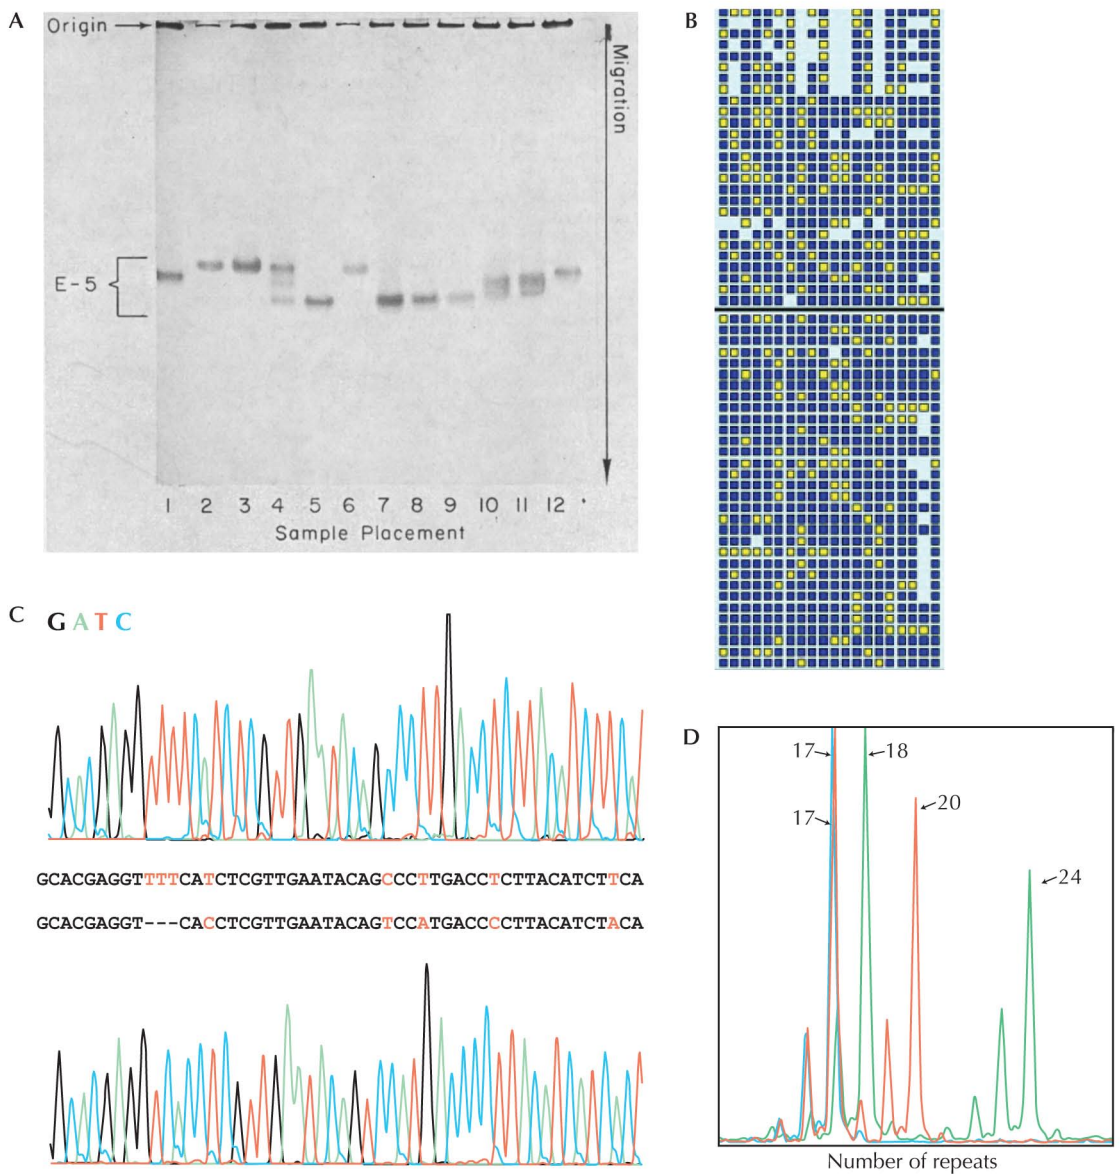 A
Origin
Migration
E-5
1 2 3 4 5 6 7 8 9 10 11 12
Sample Placement
B
C
G A T C
GCACGAGGTTTTCATCTCGTTGAATACAGCCCTTGACCTCTTACATCTTCA
GCACGAGGT---CACCTCGTTGAATACAGTCCATGACCCCTTACATCTACA
D
17
18
20
17
24
Number of repeats